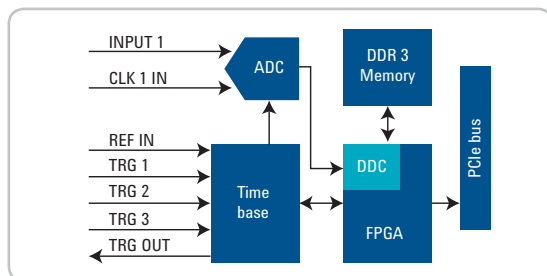 INPUT 1
CLK 1 IN
ADC
DDR 3
Memory
PCIe bus
REF IN
TRG 1
TRG 2
TRG 3
TRG OUT
Time
base
DDC
FPGA